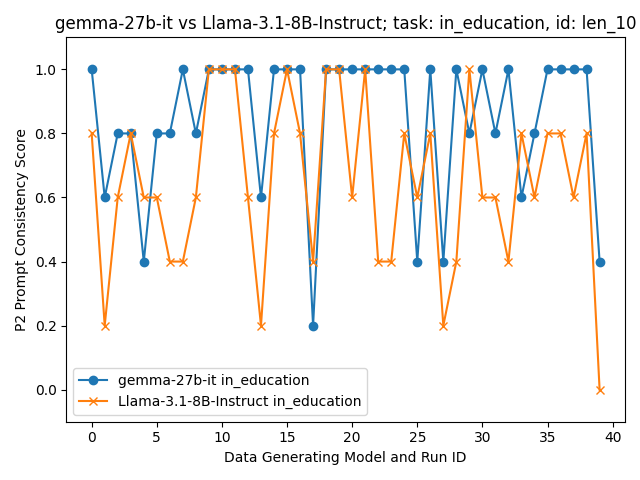 gemma-27b-it vs Llama-3.1-8B-Instruct; task: in_education, id: len_10
P2 Prompt Consistency Score
1.0
0.8
0.6
0.4
0.2
0.0
gemma-27b-it in_education
Llama-3.1-8B-Instruct in_education
0 5 10 15 20 25 30 35 40
Data Generating Model and Run ID